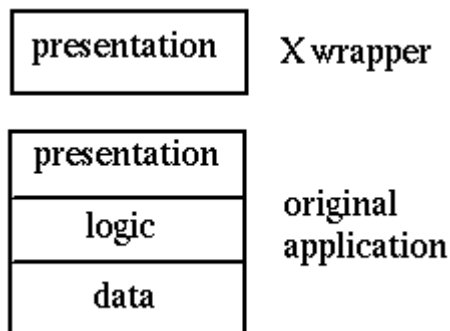 presentation
X wrapper
presentation
logic
original
application
data